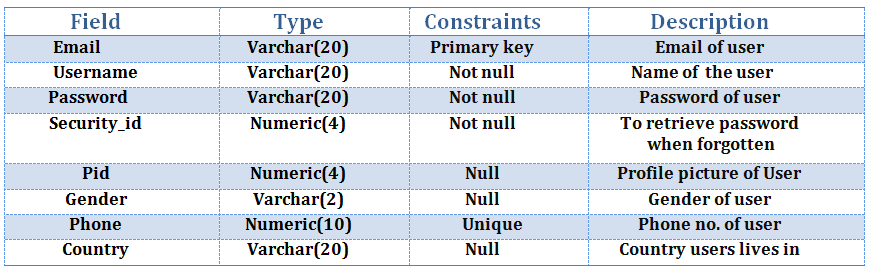 Field Type Constraints Description
Email Varchar(20) Primary key Email of user
Username Varchar(20) Not null Name of the user
Password Varchar(20) Not null Password of user
Security_id Numeric(4) Not null To retrieve password
when forgotten
Pid Numeric(4) Null Profile picture of User
Gender Varchar(2) Null Gender of user
Phone Numeric(10) Unique Phone no. of user
Country Varchar(20) Null Country users lives in